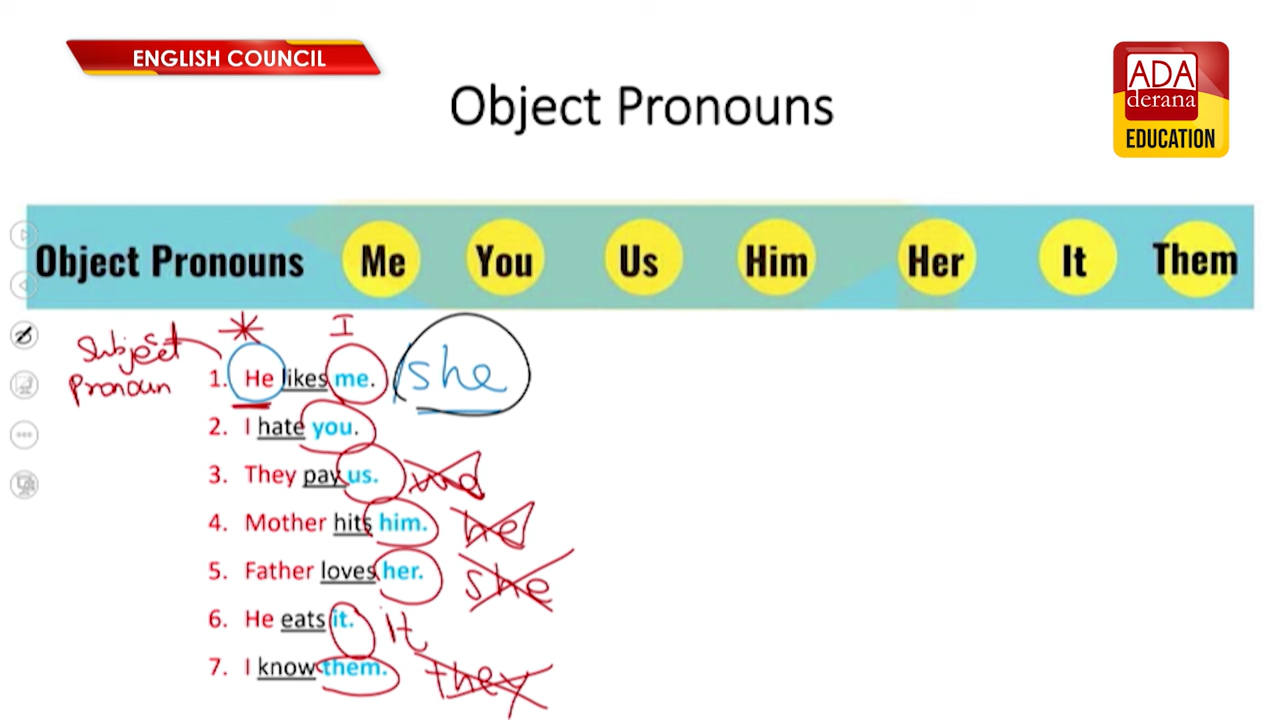 ENGLISH COUNCIL
ADA
derana
EDUCATION
Object Pronouns
Object Pronouns Me You Us Him Her It Them
Subject
Pronoun
I
1. He likes me. she
2. I hate you.
3. They pay us. we
4. Mother hits him. he
5. Father loves her. she
6. He eats it. It
7. I know them. they